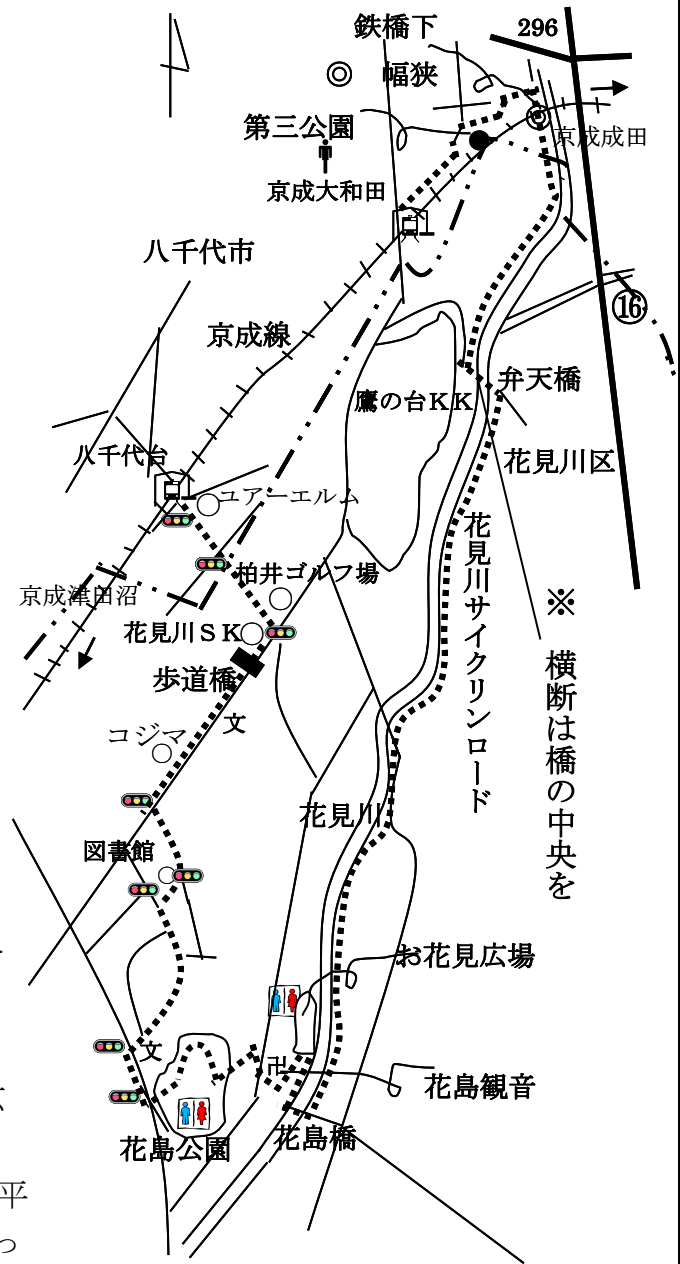 鉄橋下
296
◎ 幅狭
第三公園
京成成田
京成大和田
八千代市
16
京成線
弁天橋
鷹の台KK
花見川区
八千代台
ユアーエルム
花見川サイクリンロード
柏井ゴルフ場
京成津田沼
※ 横断は橋の中央を
花見川SK
歩道橋
文
コジマ
花見川
図書館
お花見広場
文
卍
花島観音
花島橋
花島公園
平
っ